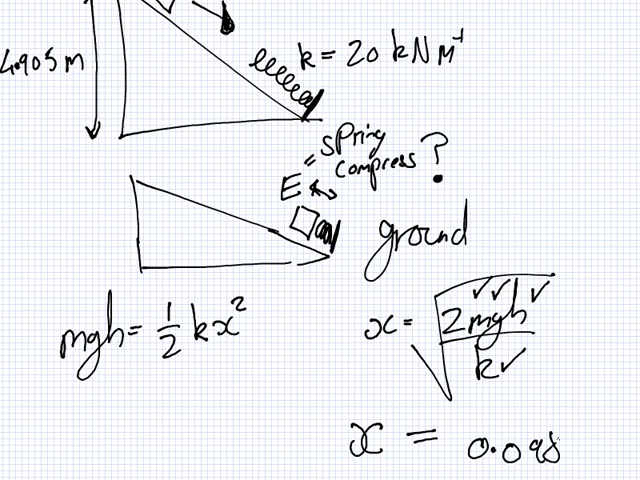 4.905 m
k = 20 kNm⁻¹
E = spring
compress ?
ground
mgh = 1/2 kx²
x = √(2mgh/k)
x = 0.098